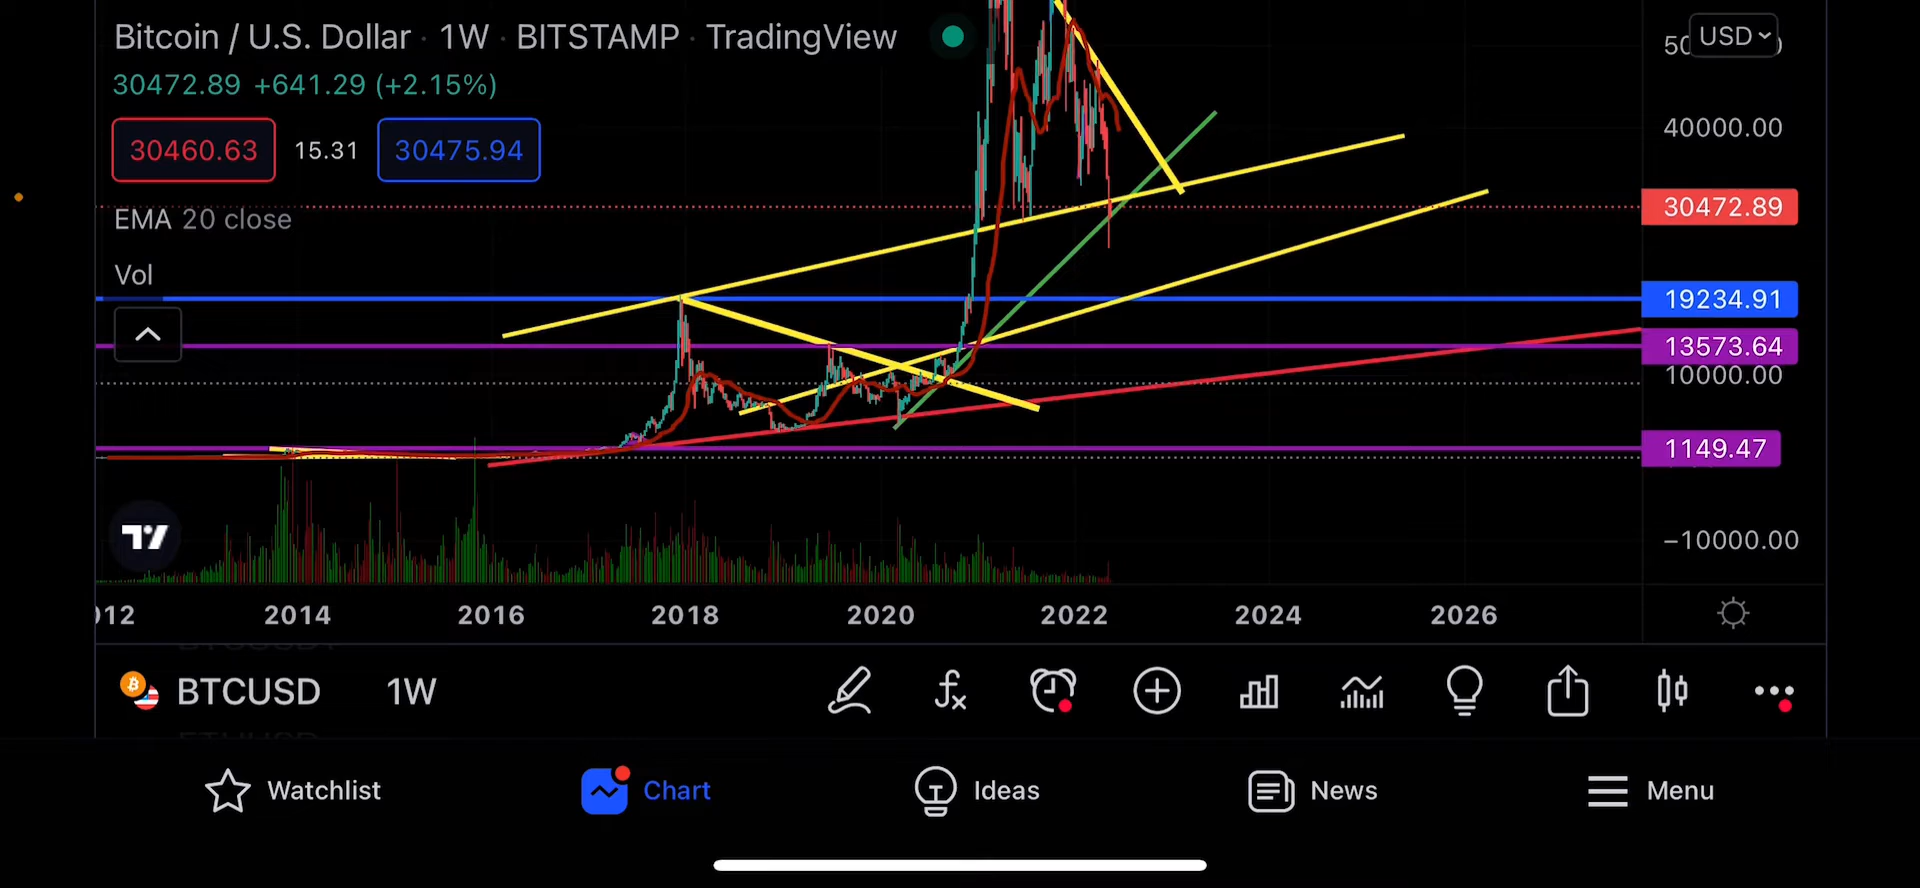 Bitcoin / U.S. Dollar · 1W · BITSTAMP · TradingView
30472.89 +641.29 (+2.15%)
30460.63 15.31 30475.94
EMA 20 close
Vol
USD
40000.00
30472.89
19234.91
13573.64
10000.00
1149.47
−10000.00
2014 2016 2018 2020 2022 2024 2026
BTCUSD 1W
Watchlist Chart Ideas News Menu